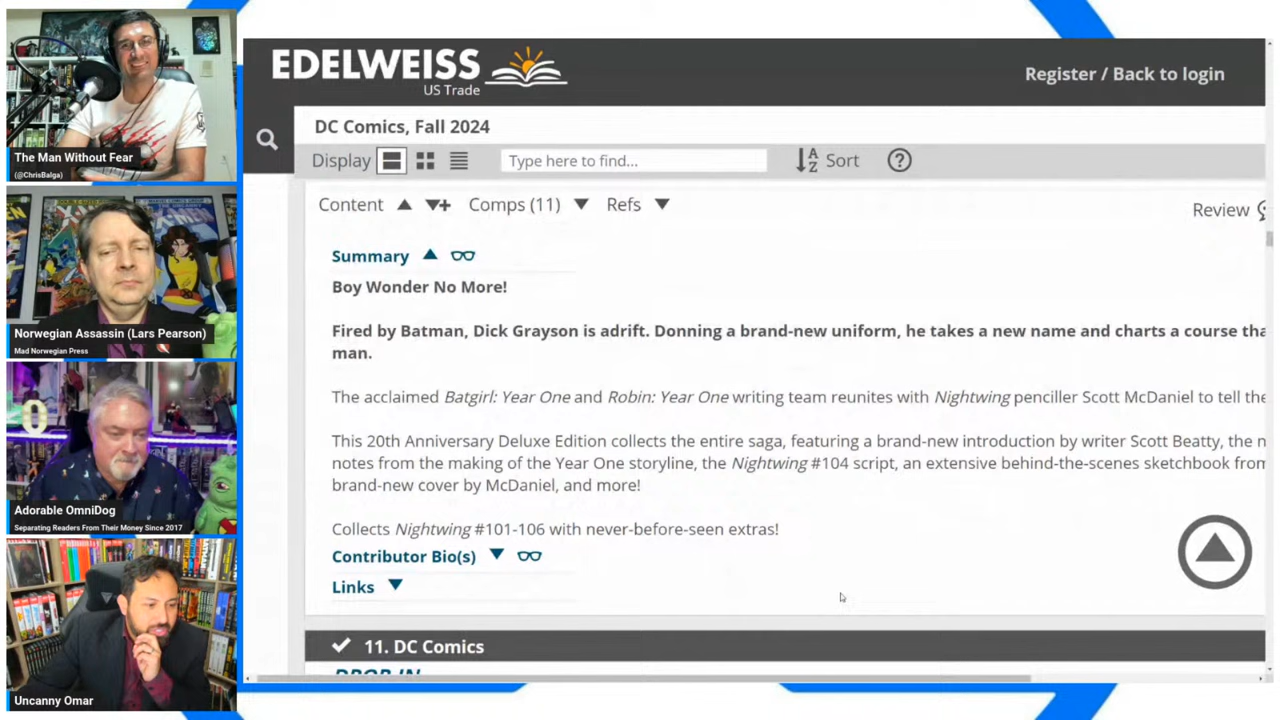 The Man Without Fear
(@ChrisBalga)
Norwegian Assassin (Lars Pearson)
Mad Norwegian Press
Adorable OmniDog
Separating Readers From Their Money Since 2017
Uncanny Omar
EDELWEISS
US Trade
Register / Back to login
DC Comics, Fall 2024
Display
Type here to find...
Sort
Content
Comps (11)
Refs
Review
Summary
Boy Wonder No More!
Fired by Batman, Dick Grayson is adrift. Donning a brand-new uniform, he takes a new name and charts a course tha
man.
The acclaimed Batgirl: Year One and Robin: Year One writing team reunites with Nightwing penciller Scott McDaniel to tell the
This 20th Anniversary Deluxe Edition collects the entire saga, featuring a brand-new introduction by writer Scott Beatty, the n
notes from the making of the Year One storyline, the Nightwing #104 script, an extensive behind-the-scenes sketchbook from
brand-new cover by McDaniel, and more!
Collects Nightwing #101-106 with never-before-seen extras!
Contributor Bio(s)
Links
11. DC Comics